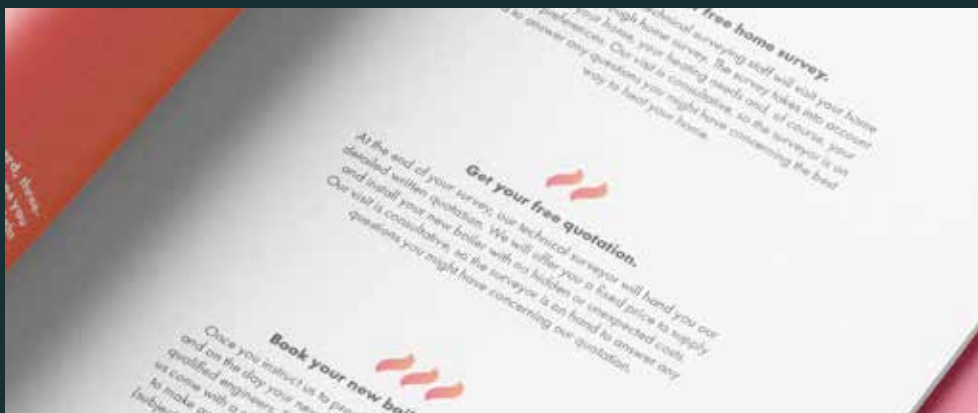 free home survey.
technical surveying staff will visit your home
home survey. The survey takes into account
your home, your heating needs and, of course, your
preferences. Our visit is consultative, so the surveyor is on
to answer any questions you might have concerning the best
way to heat your home.
Get your free quotation.
At the end of your survey, our technical surveyor will hand you our
detailed written quotation. We will offer you a fixed price to supply
and install your new boiler with no hidden or unexpected costs.
Our visit is consultative, so the surveyor is on hand to answer any
questions you might have concerning our quotation.
Book your new
Once you instruct us to
and on the day your new
qualified engineers,
us come with a
to make